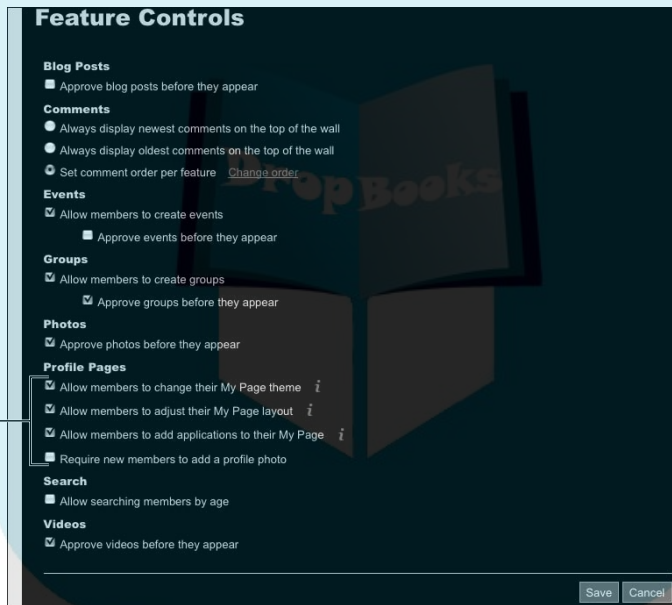 Feature Controls
Blog Posts
Approve blog posts before they appear
Comments
Always display newest comments on the top of the wall
Always display oldest comments on the top of the wall
Set comment order per feature Change order
Events
Allow members to create events
Approve events before they appear
Groups
Allow members to create groups
Approve groups before they appear
Photos
Approve photos before they appear
Profile Pages
Allow members to change their My Page theme i
Allow members to adjust their My Page layout i
Allow members to add applications to their My Page i
Require new members to add a profile photo
Search
Allow searching members by age
Videos
Approve videos before they appear
Save Cancel
DropBooks